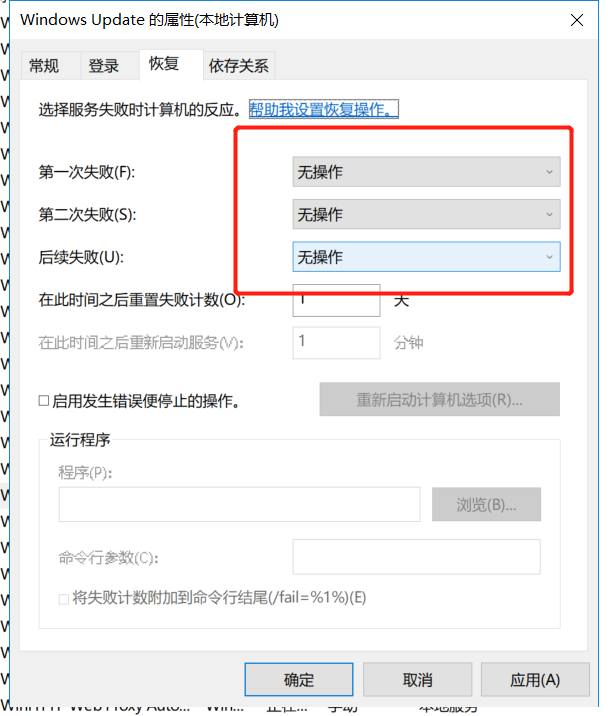 Windows Update 的属性(本地计算机)
常规 登录 恢复 依存关系
选择服务失败时计算机的反应。帮助我设置恢复操作。
第一次失败(F): 无操作
第二次失败(S): 无操作
后续失败(U): 无操作
在此时间之后重置失败计数(O): 1 天
在此时间之后重新启动服务(V): 1 分钟
启用发生错误便停止的操作。 重新启动计算机选项(R)...
运行程序
程序(P):
浏览(B)...
命令行参数(C):
将失败计数附加到命令行结尾(/fail=%1%)(E)
确定 取消 应用(A)